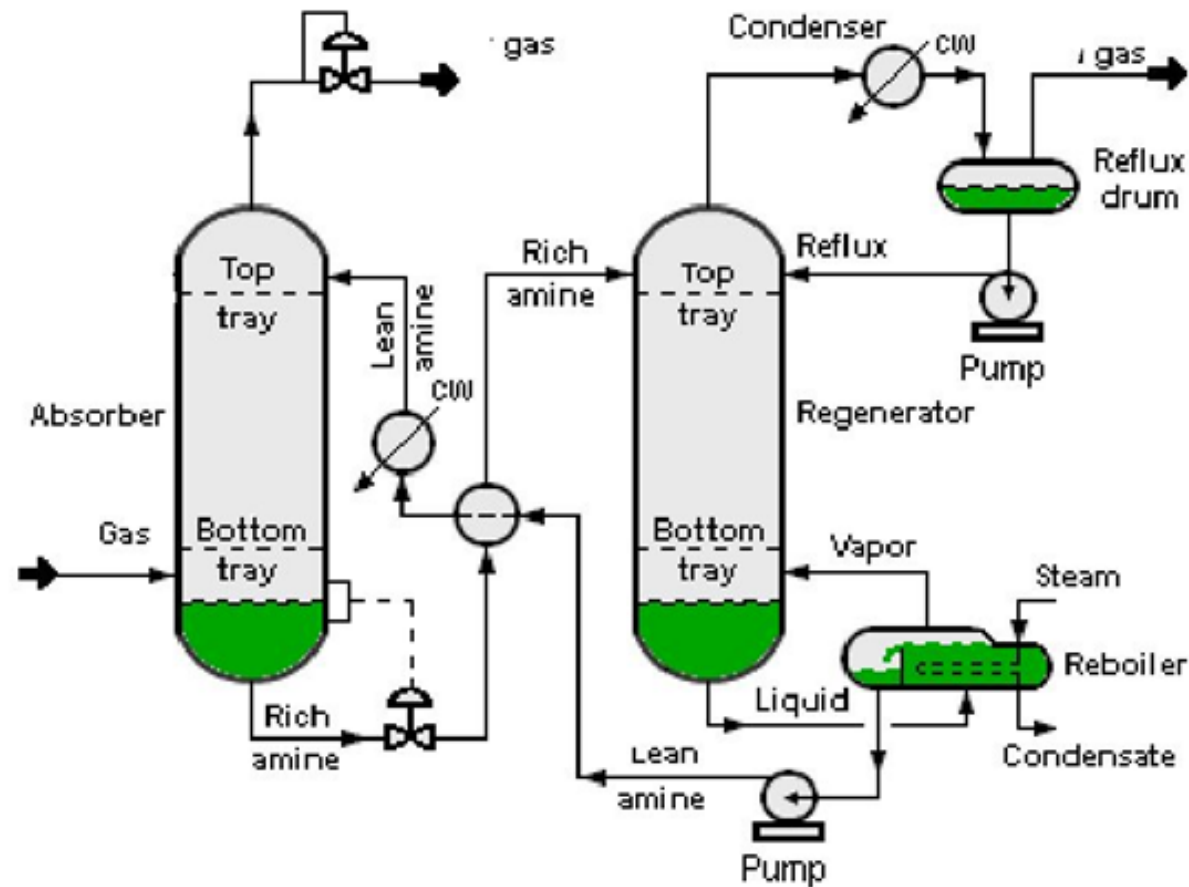 Condenser
CW
gas
gas
Reflux
drum
Rich
amine
Reflux
Top
tray
Top
tray
Lean
amine
Pump
CW
Absorber
Regenerator
Gas
Bottom
tray
Bottom
tray
Vapor
Steam
Reboiler
Rich
amine
Liquid
Condensate
Lean
amine
Pump